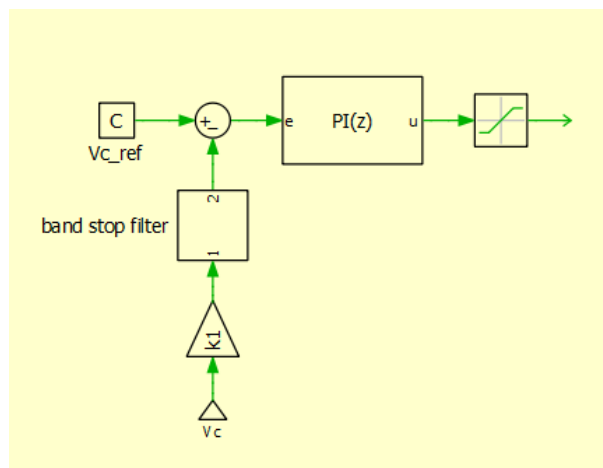 C
Vc_ref
+
-
e
PI(z)
u
band stop filter
2
1
k1
Vc